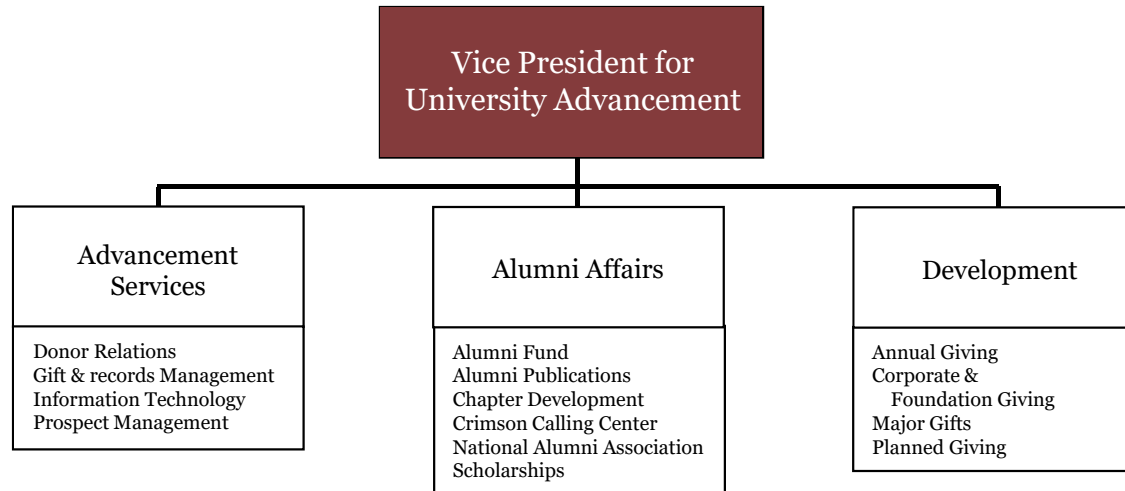 Vice President for
University Advancement
Advancement
Services
Donor Relations
Gift & records Management
Information Technology
Prospect Management
Alumni Affairs
Alumni Fund
Alumni Publications
Chapter Development
Crimson Calling Center
National Alumni Association
Scholarships
Development
Annual Giving
Corporate &
Foundation Giving
Major Gifts
Planned Giving